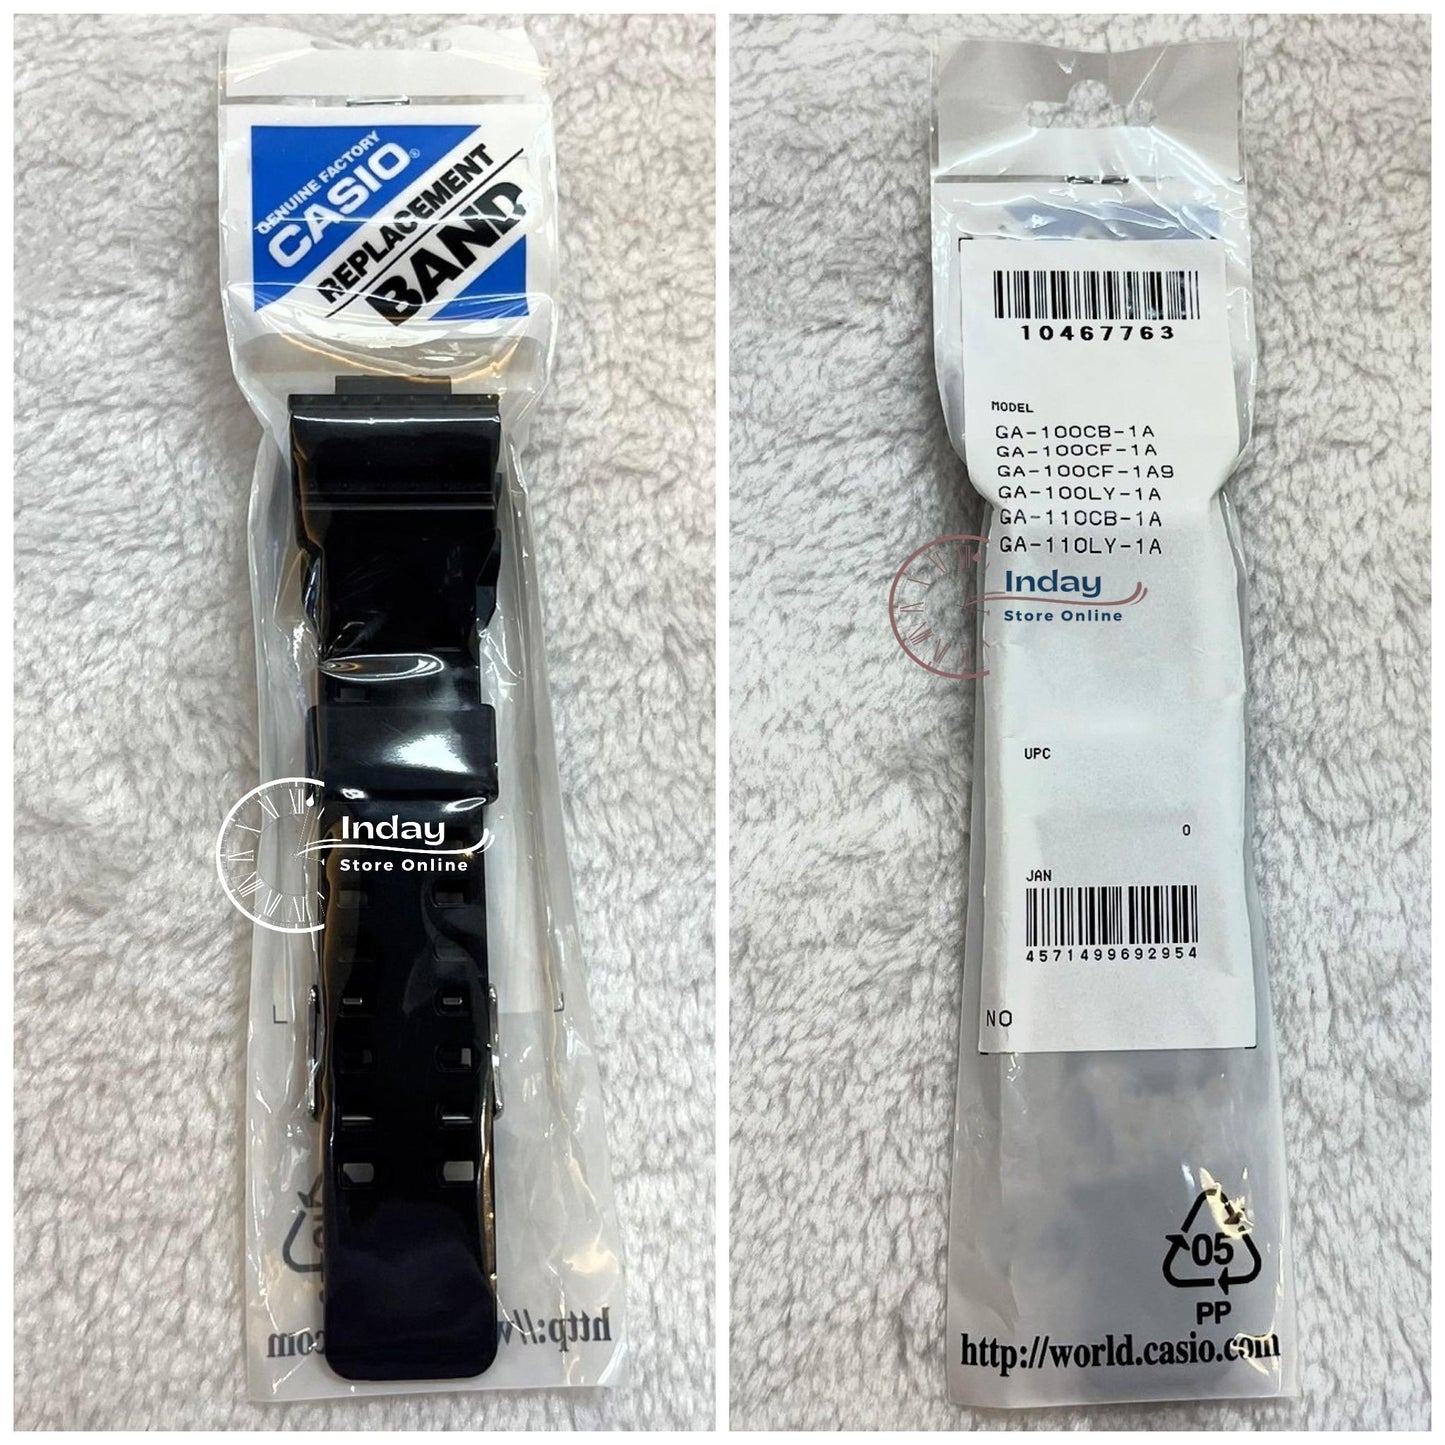 GENUINE FACTORY
CASIO®
REPLACEMENT
BAND
Inday
Store Online
http://w
com
10467763
MODEL
GA-100CB-1A
GA-100CF-1A
GA-100CF-1A9
GA-100LY-1A
GA-110CB-1A
GA-110LY-1A
Inday
Store Online
UPC
0
JAN
4571499692954
NO
05
PP
http://world.casio.com